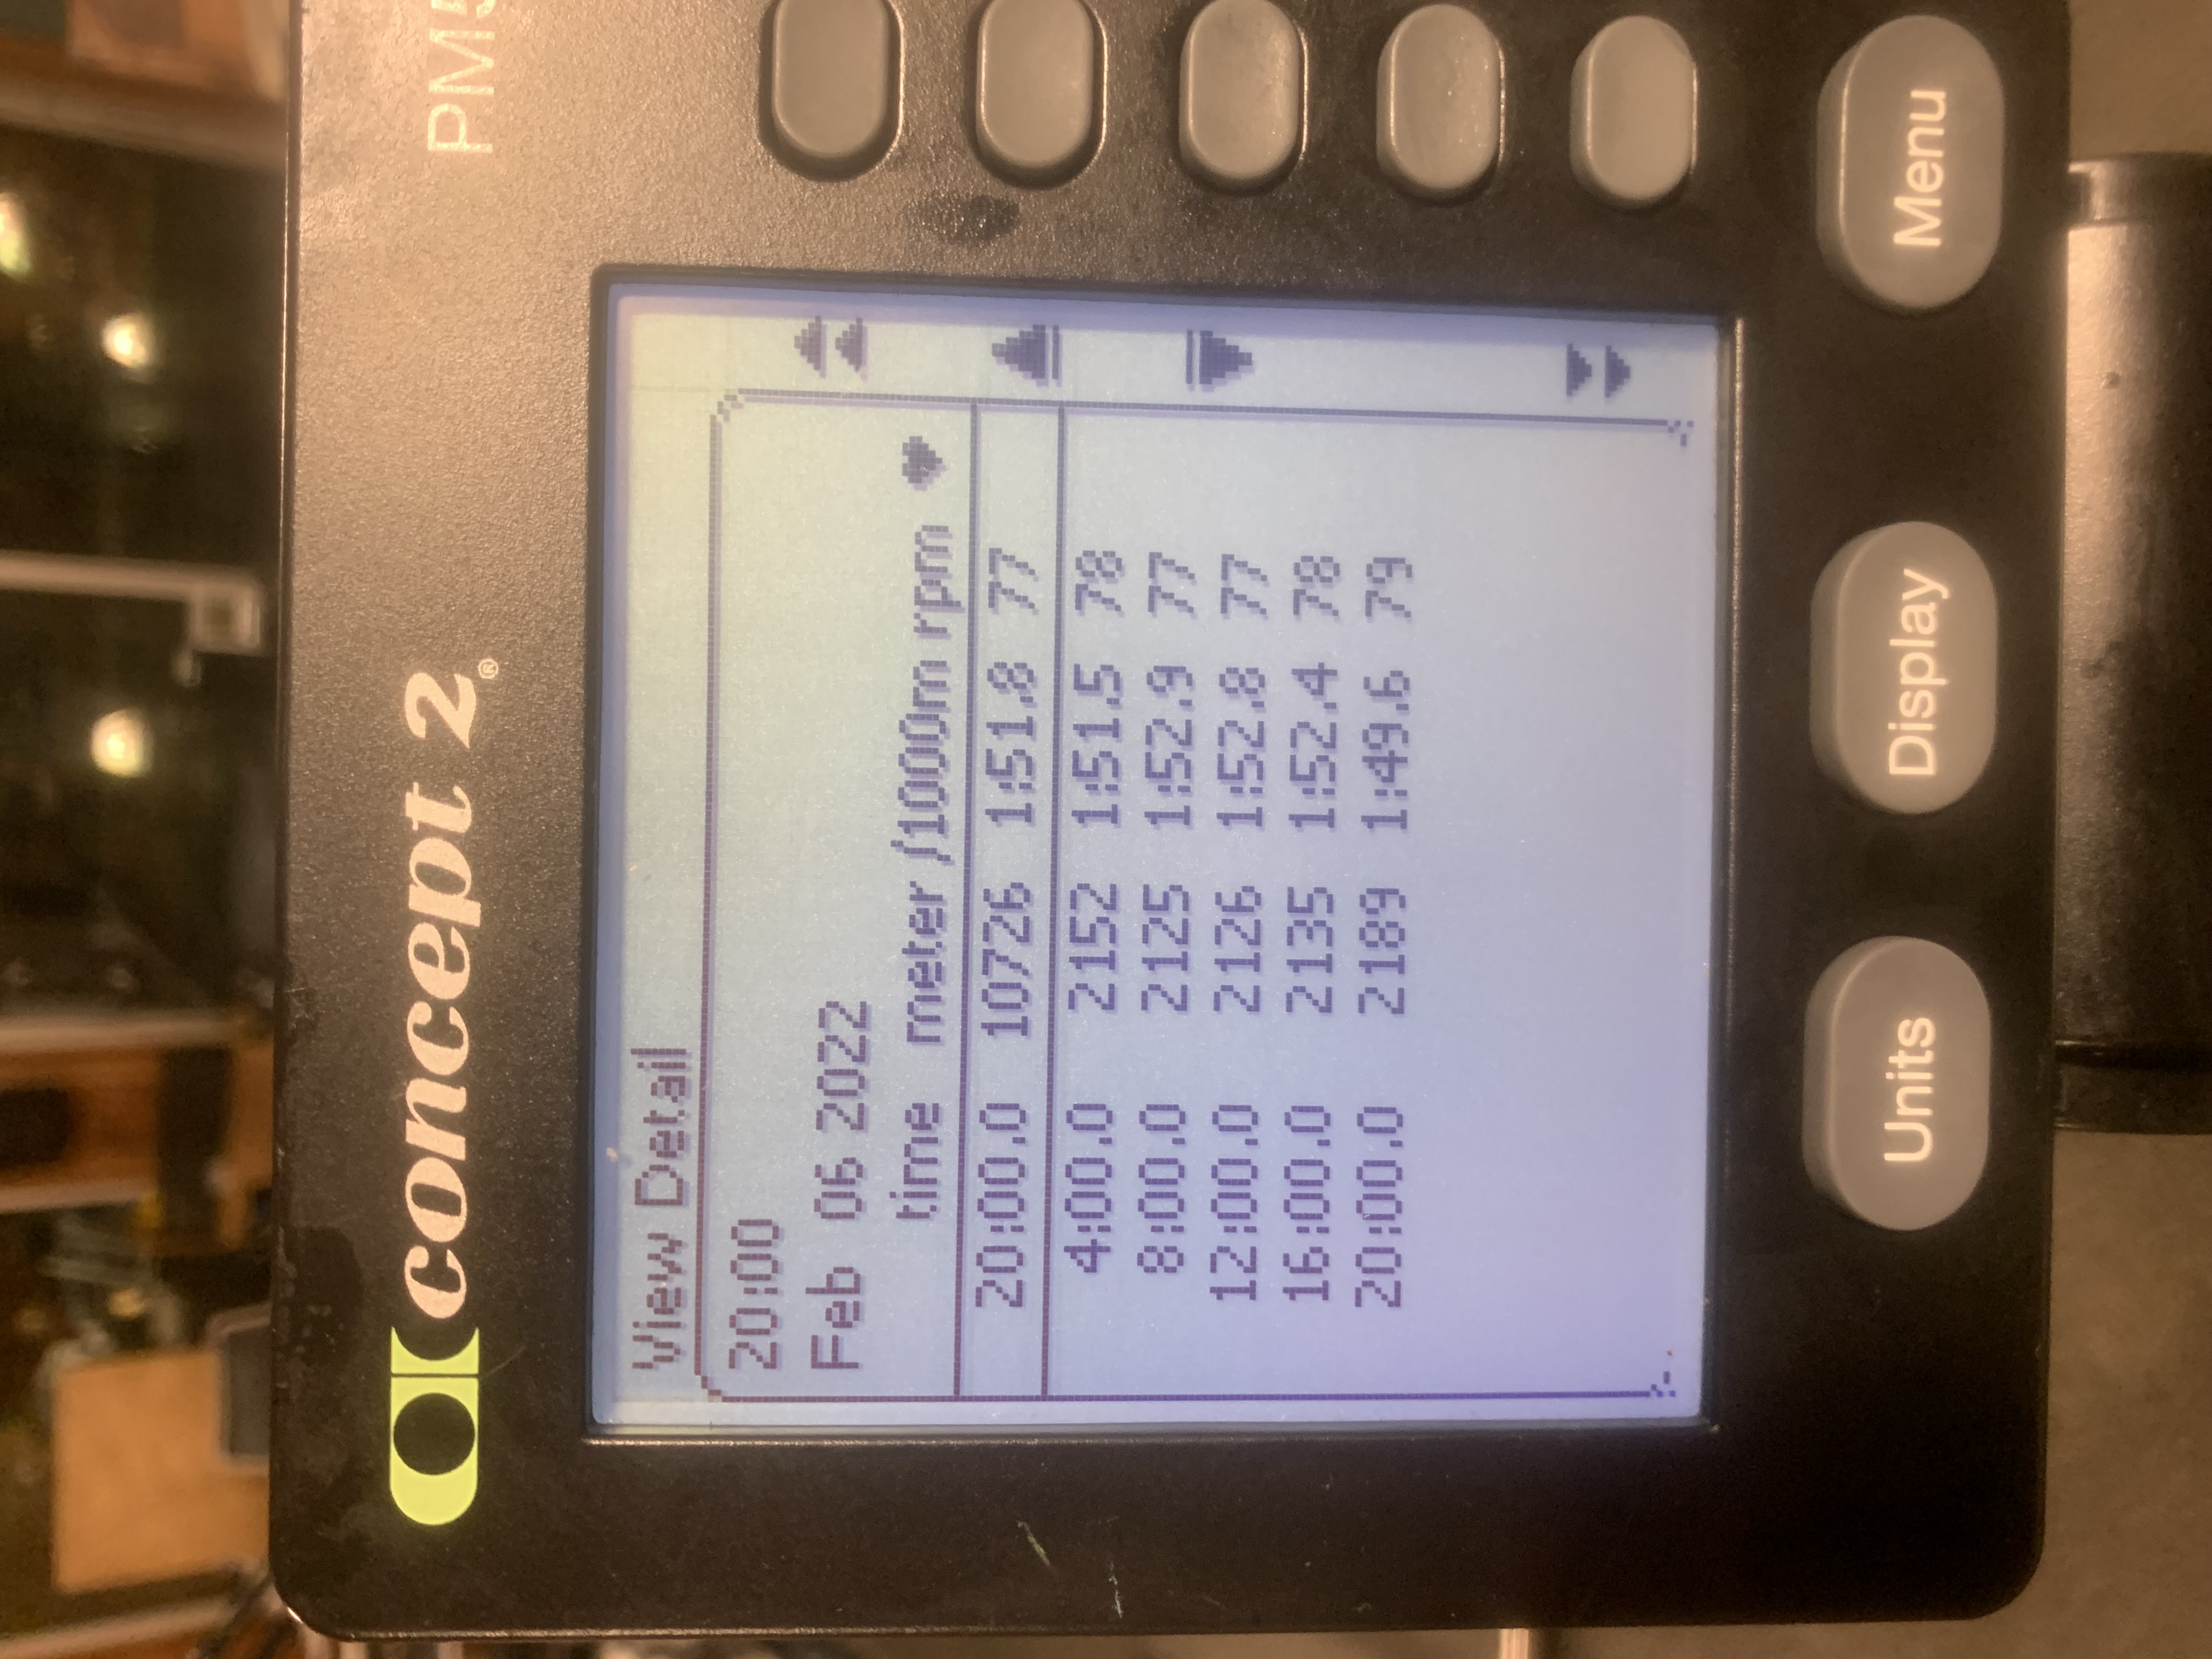 concept 2®
PM5
View Detail
20:00
Feb 06 2022
time meter /1000m rpm
20:00.0 10726 1:51.8 77
4:00.0 2152 1:51.5 78
8:00.0 2125 1:52.9 77
12:00.0 2126 1:52.8 77
16:00.0 2135 1:52.4 78
20:00.0 2189 1:49.6 79
Units
Display
Menu